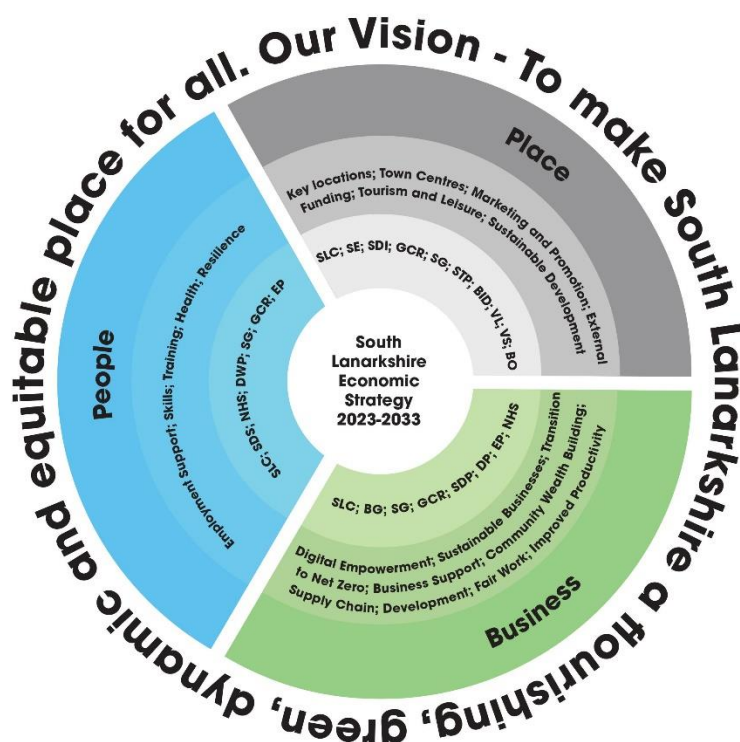 Our Vision - To make South Lanarkshire a flourishing, green, dynamic and equitable place for all.
Place
Key locations; Town Centres; Marketing and Promotion; External
Funding; Tourism and Leisure; Sustainable Development
SLC; SE; SDI; GCR; SG; STP; BID; VL; VS; BO
People
Employment Support; Skills; Training; Health; Resilience
SLC; SDS; NHS; DWP; SG; GCR; EP
South
Lanarkshire
Economic
Strategy
2023-2033
SLC; BG; SG; GCR; SDP; DP; EP; NHS
Digital Empowerment; Sustainable Businesses; Transition
to Net Zero; Business Support; Community Wealth Building;
Supply Chain; Development; Fair Work; Improved Productivity
Business